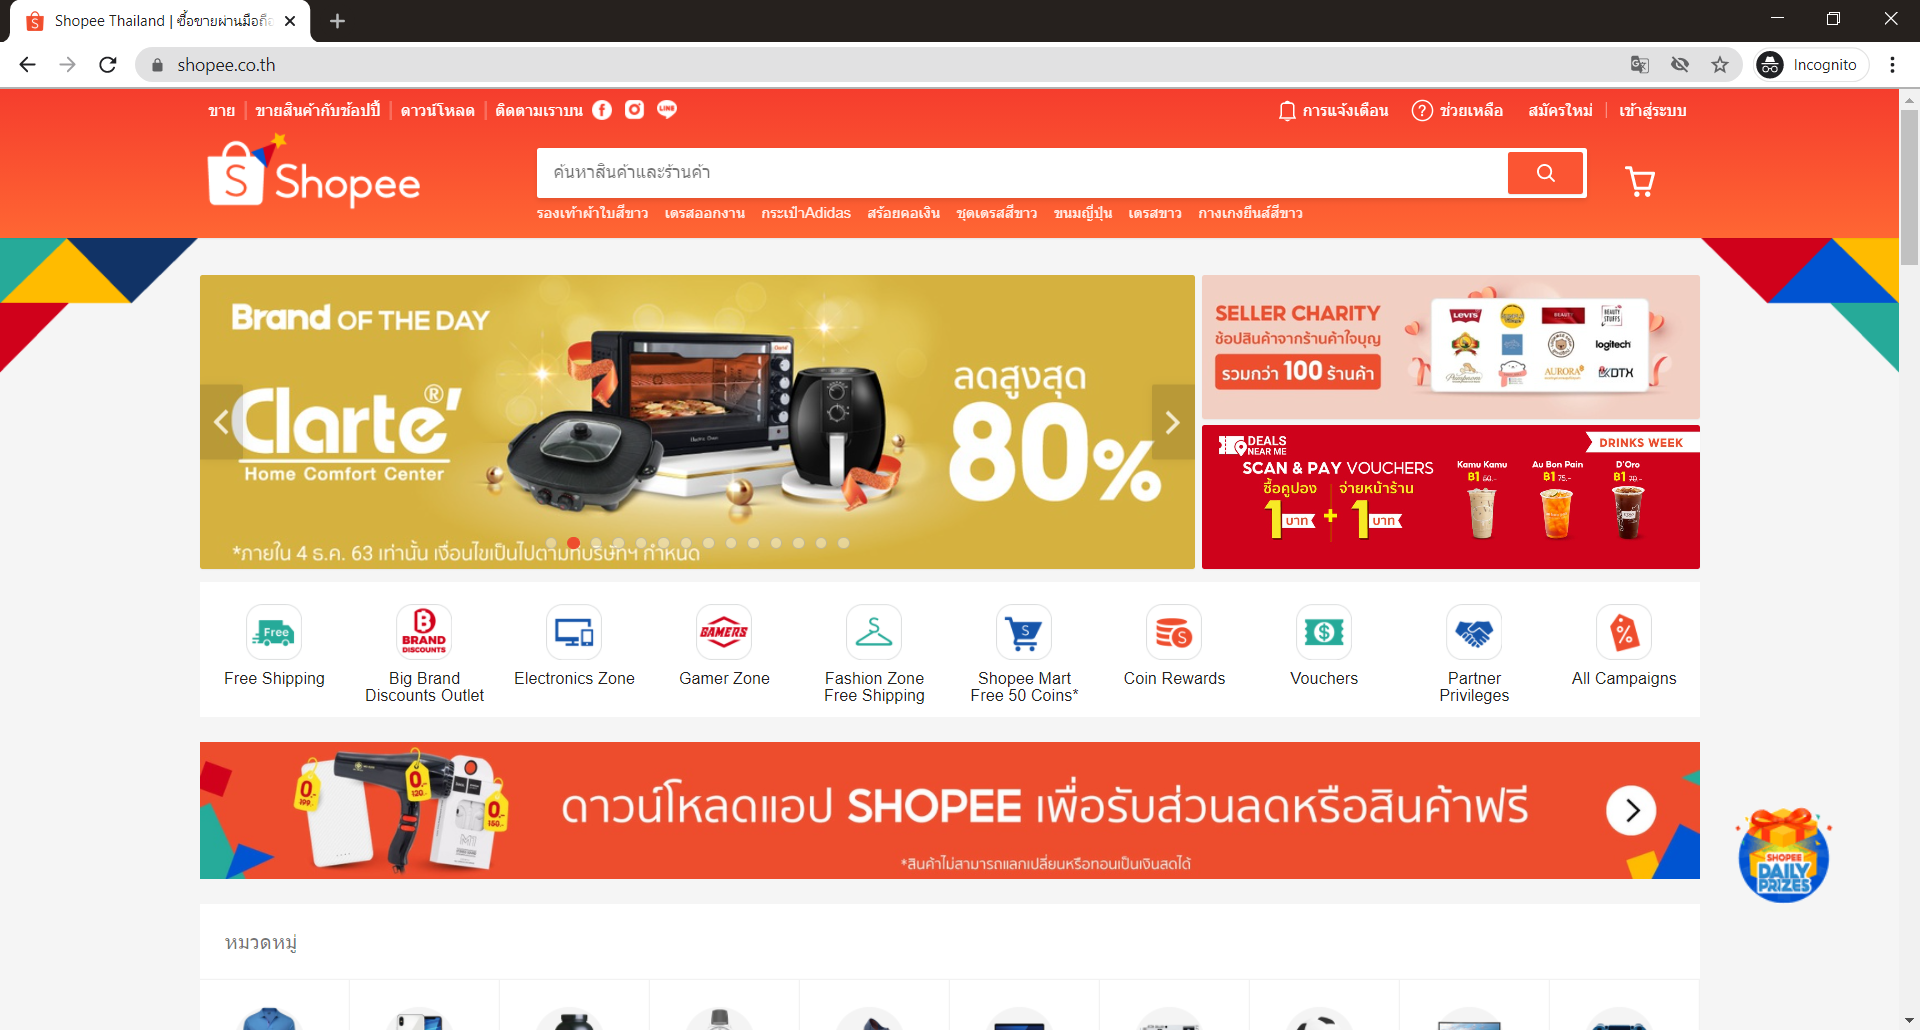 Shopee Thailand | ซื้อขายผ่านมือถือ
shopee.co.th
Incognito
ขาย
ขายสินค้ากับช้อปปี้
ดาวน์โหลด
ติดตามเราบน
LINE
การแจ้งเตือน
ช่วยเหลือ
สมัครใหม่
เข้าสู่ระบบ
Shopee
ค้นหาสินค้าและร้านค้า
รองเท้าผ้าใบสีขาว เดรสออกงาน กระเป๋าAdidas สร้อยคอเงิน ชุดเดรสสีขาว ขนมญี่ปุ่น เดรสขาว กางเกงยีนส์สีขาว
Brand OF THE DAY
Clarte'®
Home Comfort Center
ลดสูงสุด
80%
*ภายใน 4 ธ.ค. 63 เท่านั้น เงื่อนไขเป็นไปตามที่บริษัทฯ กำหนด
SELLER CHARITY
ช้อปสินค้าจากร้านค้าใจบุญ
รวมกว่า 100 ร้านค้า
LEVI'S
BEAUTY STUFFS
logitech
AURORA
DTX
DEALS
NEAR ME
DRINKS WEEK
SCAN & PAY VOUCHERS
ซื้อคูปอง จ่ายหน้าร้าน
1 บาท + 1 บาท
Kamu Kamu
฿1 60.-
Au Bon Pain
฿1 75.-
D'Oro
฿1 70.-
Free
BRAND
DISCOUNTS
GAMERS
Free Shipping
Big Brand
Discounts Outlet
Electronics Zone
Gamer Zone
Fashion Zone
Free Shipping
Shopee Mart
Free 50 Coins*
Coin Rewards
Vouchers
Partner
Privileges
All Campaigns
0.-
199.-
0.-
120.-
0.-
150.-
ดาวน์โหลดแอป SHOPEE เพื่อรับส่วนลดหรือสินค้าฟรี
*สินค้าไม่สามารถแลกเปลี่ยนหรือทอนเป็นเงินสดได้
SHOPEE
DAILY
PRIZES
หมวดหมู่